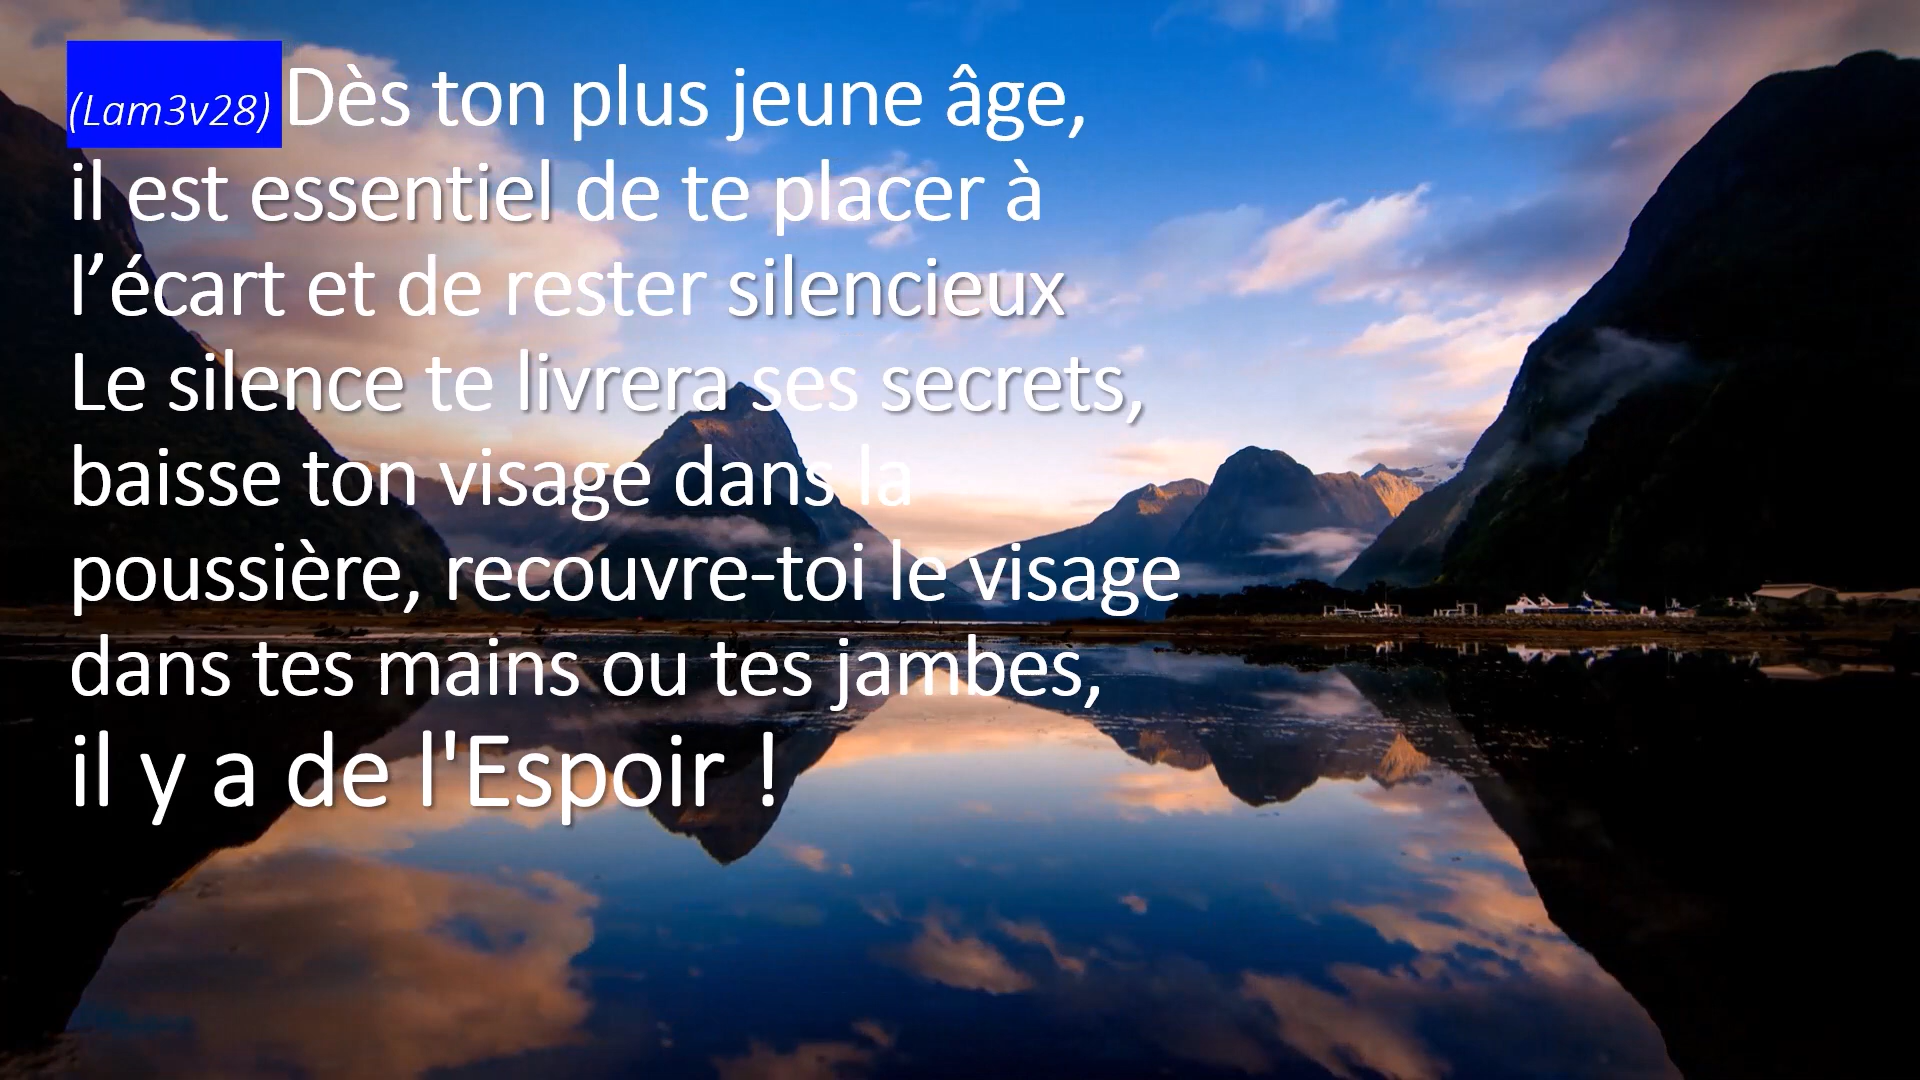 (Lam3v28) Dès ton plus jeune âge,
il est essentiel de te placer à
l’écart et de rester silencieux
Le silence te livrera ses secrets,
baisse ton visage dans la
poussière, recouvre-toi le visage
dans tes mains ou tes jambes,
il y a de l'Espoir !